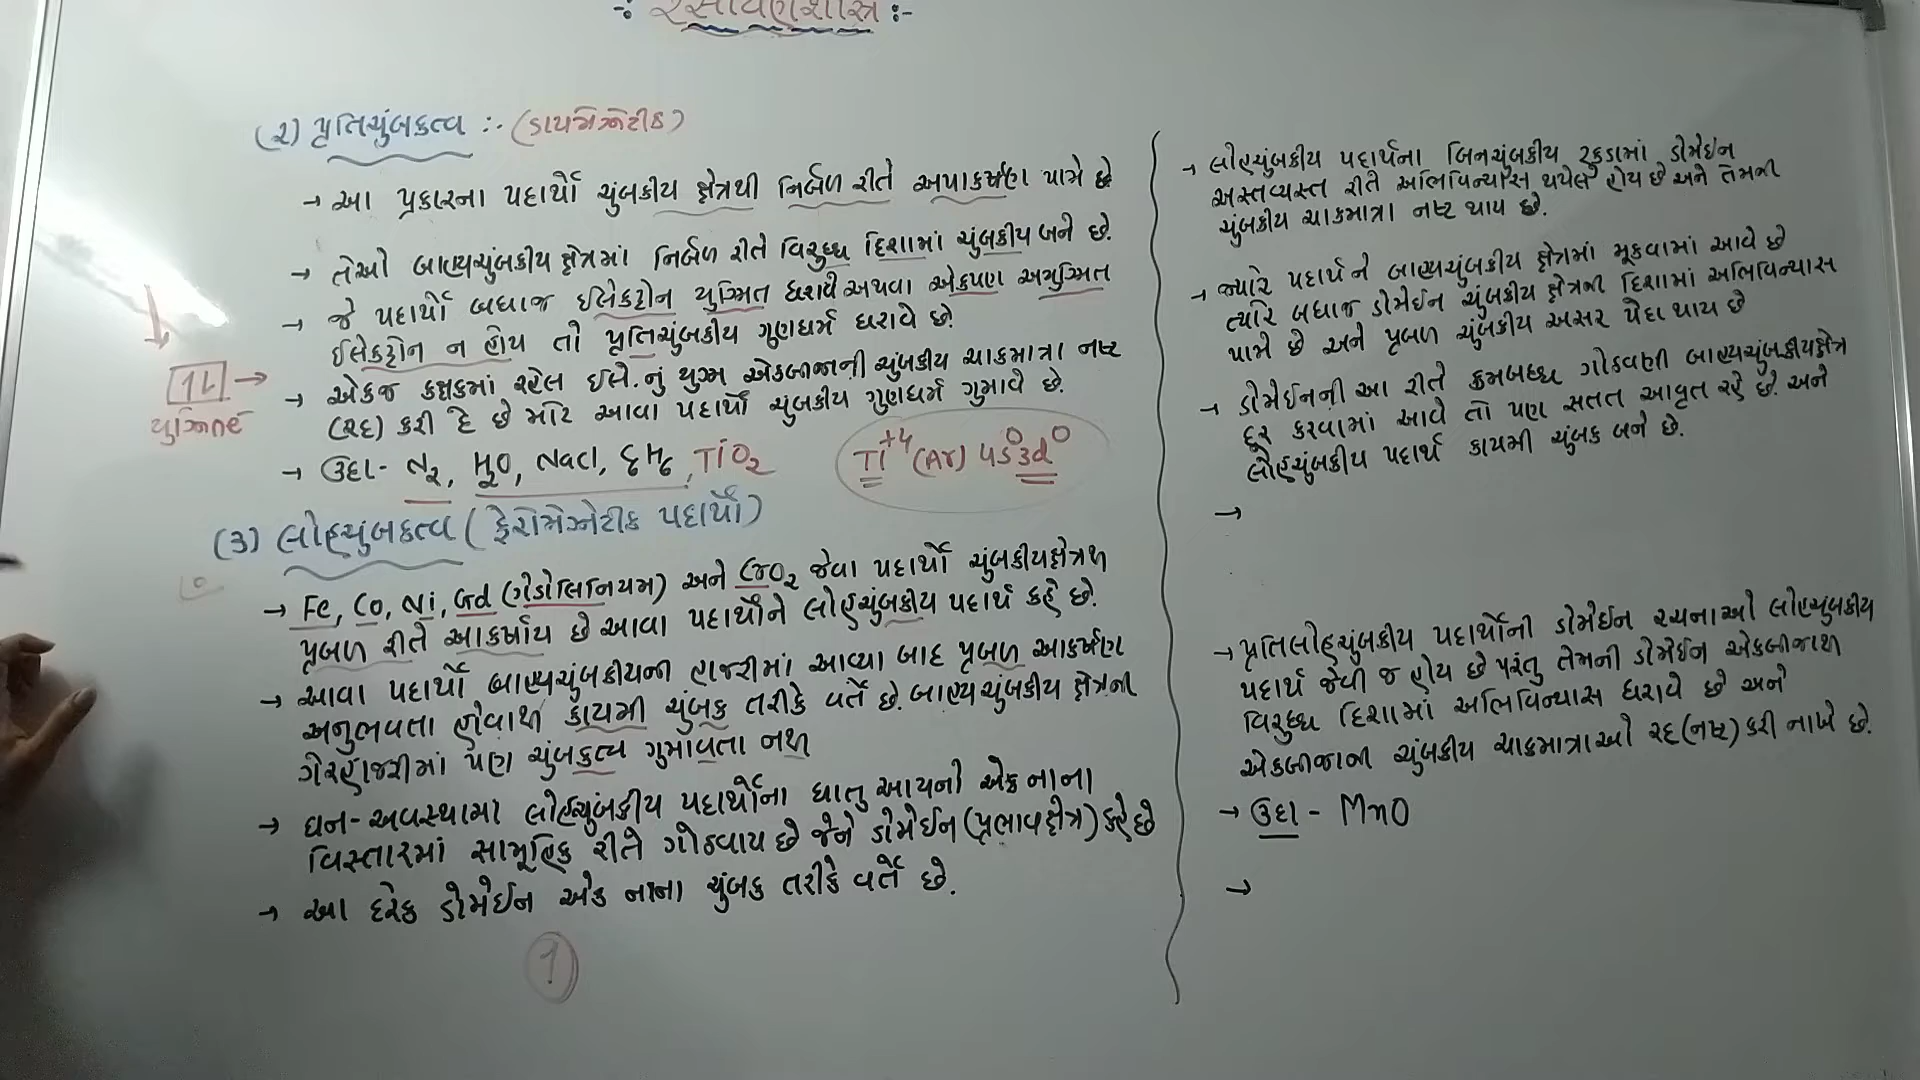 -: રસાયણશાસ્ત્ર :-
(૨) પ્રતિચુંબકત્વ :- (ડાયમેગ્નેટીક)
→ આ પ્રકારના પદાર્થો ચુંબકીય ક્ષેત્રથી નિર્બળ રીતે અપાકર્ષણ પામે છે
→ તેઓ બાહ્યચુંબકીય ક્ષેત્રમાં નિર્બળ રીતે વિરુધ્ધ દિશામાં ચુંબકીય બને છે.
→ જે પદાર્થો બધાજ ઈલેકટ્રોન યુગ્મિત ધરાવે અથવા એકપણ અયુગ્મિત
ઈલેકટ્રોન ન હોય તો પ્રતિચુંબકીય ગુણધર્મ ધરાવે છે.
→ એકજ કક્ષકમાં રહેલ ઈલે.નું યુગ્મ એકબીજાની ચુંબકીય ચાકમાત્રા નષ્ટ
(રદ) કરી દે છે માટે આવા પદાર્થો ચુંબકીય ગુણધર્મ ગુમાવે છે.
1L →
→ ઉદા- N₂, H₂O, NaCl, C₆H₆, TiO₂
Ti⁺⁴ (Ar) 4S⁰3d⁰
(૩) લોહચુંબકત્વ (ફેરોમેગ્નેટીક પદાર્થો)
→ Fe, Co, Ni, Gd (ગેડોલિનિયમ) અને CrO₂ જેવા પદાર્થો ચુંબકીયક્ષેત્રથી
પ્રબળ રીતે આકર્ષાય છે આવા પદાર્થોને લોહચુંબકીય પદાર્થ કહે છે.
→ આવા પદાર્થો બાહ્યચુંબકીયની હાજરીમાં આવ્યા બાદ પ્રબળ આકર્ષણ
અનુભવતા હોવાથી કાયમી ચુંબક તરીકે વર્તે છે. બાહ્યચુંબકીય ક્ષેત્રની
ગેરહાજરીમાં પણ ચુંબકત્વ ગુમાવતા નથી
→ ઘન-અવસ્થામાં લોહચુંબકીય પદાર્થોના ધાતુ આયનો એક નાના
વિસ્તારમાં સામૂહિક રીતે ગોઠવાય છે જેને ડોમેઈન (પ્રભાવક્ષેત્ર) કહે છે
→ આ દરેક ડોમેઈન એક નાના ચુંબક તરીકે વર્તે છે.
→ લોહચુંબકીય પદાર્થના બિનચુંબકીય ટુકડામાં ડોમેઈન
અસ્તવ્યસ્ત રીતે અભિવિન્યાસ થયેલ હોય છે અને તેમની
ચુંબકીય ચાકમાત્રા નષ્ટ થાય છે.
→ જ્યારે પદાર્થને બાહ્યચુંબકીય ક્ષેત્રમાં મૂકવામાં આવે છે
ત્યારે બધાજ ડોમેઈન ચુંબકીય ક્ષેત્રની દિશામાં અભિવિન્યાસ
પામે છે અને પ્રબળ ચુંબકીય અસર પેદા થાય છે
→ ડોમેઈનની આ રીતે ક્રમબધ્ધ ગોઠવણી બાહ્યચુંબકીયક્ષેત્ર
દૂર કરવામાં આવે તો પણ સતત આવૃત રહે છે. અને
લોહચુંબકીય પદાર્થ કાયમી ચુંબક બને છે.
→
→ પ્રતિલોહચુંબકીય પદાર્થોની ડોમેઈન રચનાઓ લોહચુંબકીય
પદાર્થ જેવી જ હોય છે પરંતુ તેમની ડોમેઈન એકબીજાથી
વિરુધ્ધ દિશામાં અભિવિન્યાસ ધરાવે છે અને
એકબીજાની ચુંબકીય ચાકમાત્રાઓ રદ (નષ્ટ) કરી નાખે છે.
→ ઉદા - MnO
→